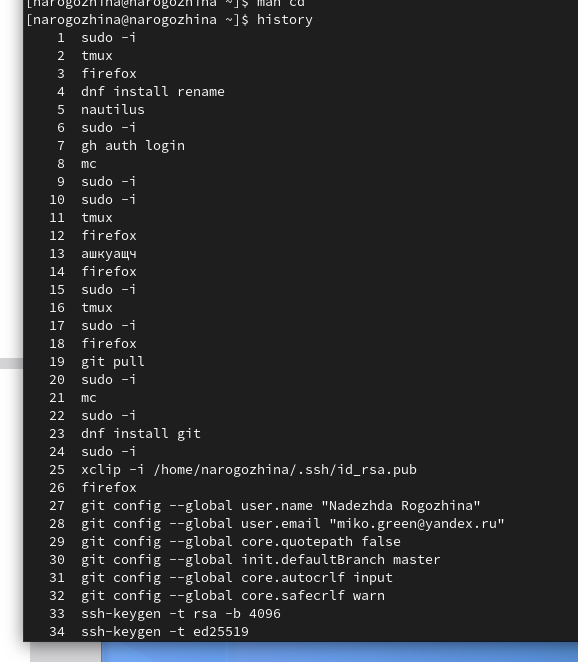 [narogozhina@narogozhina ~]$ man cd
[narogozhina@narogozhina ~]$ history
1 sudo -i
2 tmux
3 firefox
4 dnf install rename
5 nautilus
6 sudo -i
7 gh auth login
8 mc
9 sudo -i
10 sudo -i
11 tmux
12 firefox
13 ашкуащч
14 firefox
15 sudo -i
16 tmux
17 sudo -i
18 firefox
19 git pull
20 sudo -i
21 mc
22 sudo -i
23 dnf install git
24 sudo -i
25 xclip -i /home/narogozhina/.ssh/id_rsa.pub
26 firefox
27 git config --global user.name "Nadezhda Rogozhina"
28 git config --global user.email "miko.green@yandex.ru"
29 git config --global core.quotepath false
30 git config --global init.defaultBranch master
31 git config --global core.autocrlf input
32 git config --global core.safecrlf warn
33 ssh-keygen -t rsa -b 4096
34 ssh-keygen -t ed25519